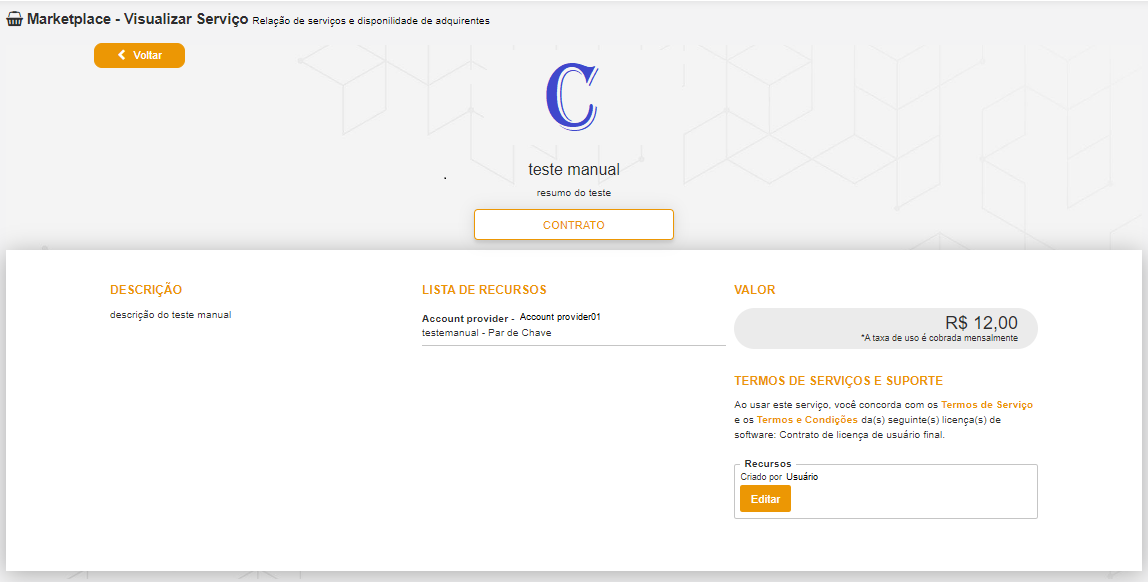 Marketplace - Visualizar Serviço Relação de serviços e disponilidade de adquirentes
Voltar
C
teste manual
resumo do teste
CONTRATO
DESCRIÇÃO
descrição do teste manual
LISTA DE RECURSOS
Account provider - Account provider01
testemanual - Par de Chave
VALOR
R$ 12,00
*A taxa de uso é cobrada mensalmente
TERMOS DE SERVIÇOS E SUPORTE
Ao usar este serviço, você concorda com os Termos de Serviço
e os Termos e Condições da(s) seguinte(s) licença(s) de
software: Contrato de licença de usuário final.
Recursos
Criado por Usuário
Editar